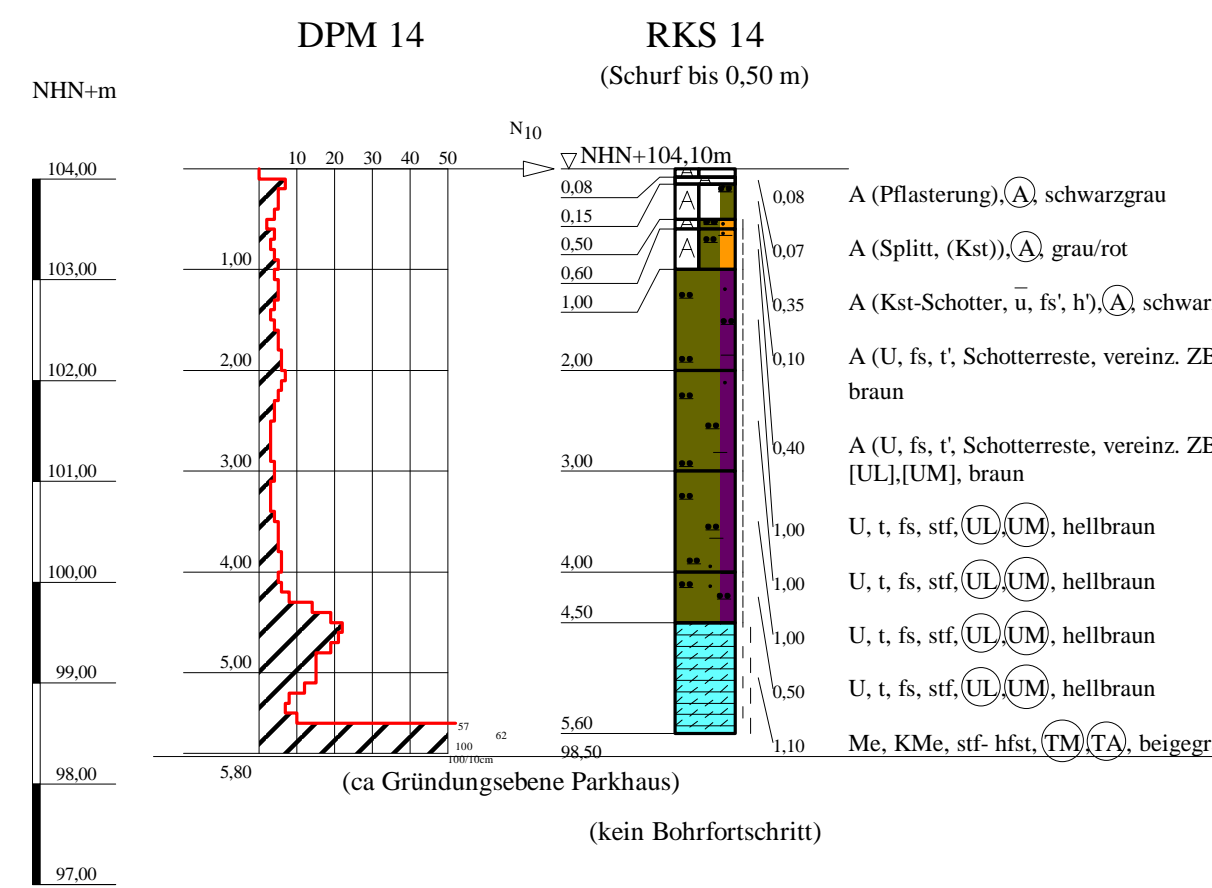 DPM 14
RKS 14
(Schurf bis 0,50 m)
NHN+m
N10
10 20 30 40 50
NHN+104,10m
104,00
103,00
102,00
101,00
100,00
99,00
98,00
97,00
1,00
2,00
3,00
4,00
5,00
5,80
57
62
100
100/10cm
0,08
0,15
0,50
0,60
1,00
2,00
3,00
4,00
4,50
5,60
98,50
A
A
A
A
A
0,08 A (Pflasterung), A, schwarzgrau
0,07 A (Splitt, (Kst)), A, grau/rot
0,35 A (Kst-Schotter, u̅, fs', h'), A, schwar
0,10 A (U, fs, t', Schotterreste, vereinz. ZB
braun
0,40 A (U, fs, t', Schotterreste, vereinz. ZB
[UL],[UM], braun
1,00 U, t, fs, stf, UL, UM, hellbraun
1,00 U, t, fs, stf, UL, UM, hellbraun
1,00 U, t, fs, stf, UL, UM, hellbraun
0,50 U, t, fs, stf, UL, UM, hellbraun
1,10 Me, KMe, stf- hfst, TM, TA, beigegr
(ca Gründungsebene Parkhaus)
(kein Bohrfortschritt)